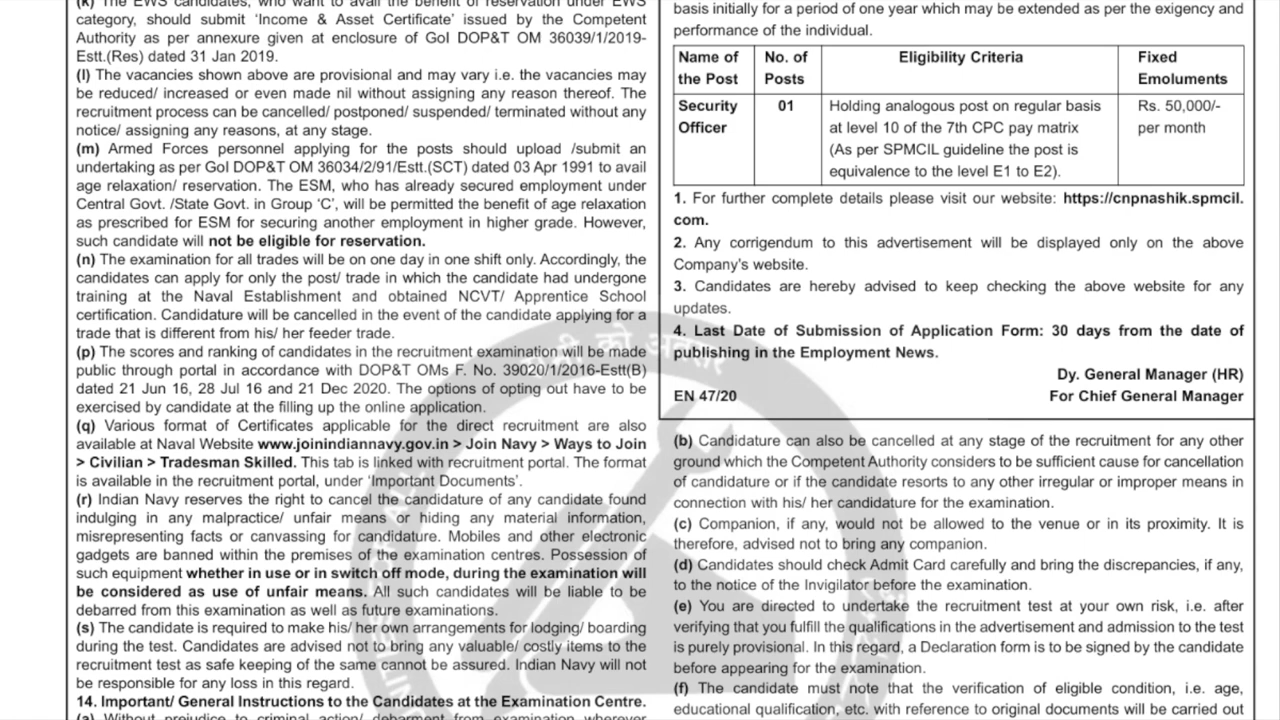 (k) The EWS candidates, who want to avail the benefit of reservation under EWS
category, should submit ‘Income & Asset Certificate’ issued by the Competent
Authority as per annexure given at enclosure of GoI DOP&T OM 36039/1/2019-
Estt.(Res) dated 31 Jan 2019.
(l) The vacancies shown above are provisional and may vary i.e. the vacancies may
be reduced/ increased or even made nil without assigning any reason thereof. The
recruitment process can be cancelled/ postponed/ suspended/ terminated without any
notice/ assigning any reasons, at any stage.
(m) Armed Forces personnel applying for the posts should upload /submit an
undertaking as per GoI DOP&T OM 36034/2/91/Estt.(SCT) dated 03 Apr 1991 to avail
age relaxation/ reservation. The ESM, who has already secured employment under
Central Govt. /State Govt. in Group ‘C’, will be permitted the benefit of age relaxation
as prescribed for ESM for securing another employment in higher grade. However,
such candidate will not be eligible for reservation.
(n) The examination for all trades will be on one day in one shift only. Accordingly, the
candidates can apply for only the post/ trade in which the candidate had undergone
training at the Naval Establishment and obtained NCVT/ Apprentice School
certification. Candidature will be cancelled in the event of the candidate applying for a
trade that is different from his/ her feeder trade.
(p) The scores and ranking of candidates in the recruitment examination will be made
public through portal in accordance with DOP&T OMs F. No. 39020/1/2016-Estt(B)
dated 21 Jun 16, 28 Jul 16 and 21 Dec 2020. The options of opting out have to be
exercised by candidate at the filling up the online application.
(q) Various format of Certificates applicable for the direct recruitment are also
available at Naval Website www.joinindiannavy.gov.in > Join Navy > Ways to Join
> Civilian > Tradesman Skilled. This tab is linked with recruitment portal. The format
is available in the recruitment portal, under ‘Important Documents’.
(r) Indian Navy reserves the right to cancel the candidature of any candidate found
indulging in any malpractice/ unfair means or hiding any material information,
misrepresenting facts or canvassing for candidature. Mobiles and other electronic
gadgets are banned within the premises of the examination centres. Possession of
such equipment whether in use or in switch off mode, during the examination will
be considered as use of unfair means. All such candidates will be liable to be
debarred from this examination as well as future examinations.
(s) The candidate is required to make his/ her own arrangements for lodging/ boarding
during the test. Candidates are advised not to bring any valuable/ costly items to the
recruitment test as safe keeping of the same cannot be assured. Indian Navy will not
be responsible for any loss in this regard.
14. Important/ General Instructions to the Candidates at the Examination Centre.
(a) Without prejudice to criminal action/ debarment from examination wherever
basis initially for a period of one year which may be extended as per the exigency and
performance of the individual.
Name of the Post No. of Posts Eligibility Criteria Fixed Emoluments
Security Officer 01 Holding analogous post on regular basis Rs. 50,000/- per month
at level 10 of the 7th CPC pay matrix
(As per SPMCIL guideline the post is
equivalence to the level E1 to E2).
1. For further complete details please visit our website: https://cnpnashik.spmcil.
com.
2. Any corrigendum to this advertisement will be displayed only on the above
Company’s website.
3. Candidates are hereby advised to keep checking the above website for any
updates.
4. Last Date of Submission of Application Form: 30 days from the date of
publishing in the Employment News.
Dy. General Manager (HR)
EN 47/20 For Chief General Manager
(b) Candidature can also be cancelled at any stage of the recruitment for any other
ground which the Competent Authority considers to be sufficient cause for cancellation
of candidature or if the candidate resorts to any other irregular or improper means in
connection with his/ her candidature for the examination.
(c) Companion, if any, would not be allowed to the venue or in its proximity. It is
therefore, advised not to bring any companion.
(d) Candidates should check Admit Card carefully and bring the discrepancies, if any,
to the notice of the Invigilator before the examination.
(e) You are directed to undertake the recruitment test at your own risk, i.e. after
verifying that you fulfill the qualifications in the advertisement and admission to the test
is purely provisional. In this regard, a Declaration form is to be signed by the candidate
before appearing for the examination.
(f) The candidate must note that the verification of eligible condition, i.e. age,
educational qualification, etc. with reference to original documents will be carried out